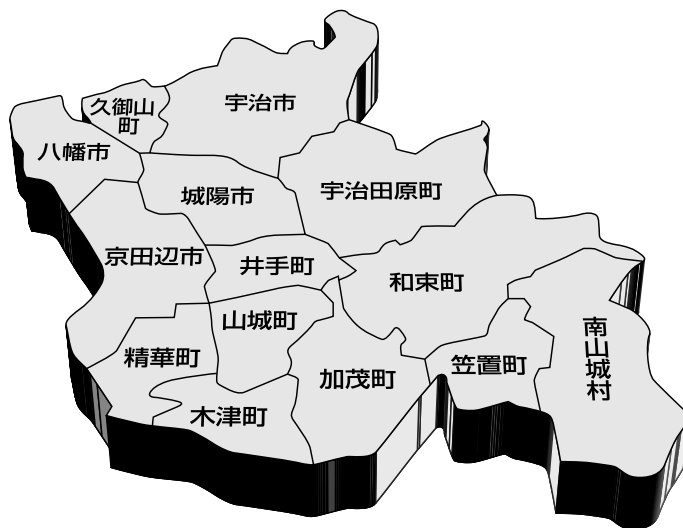 宇治市
久御山
町
八幡市
城陽市
宇治田原町
京田辺市
井手町
和束町
山城町
南山城村
精華町
加茂町
笠置町
木津町